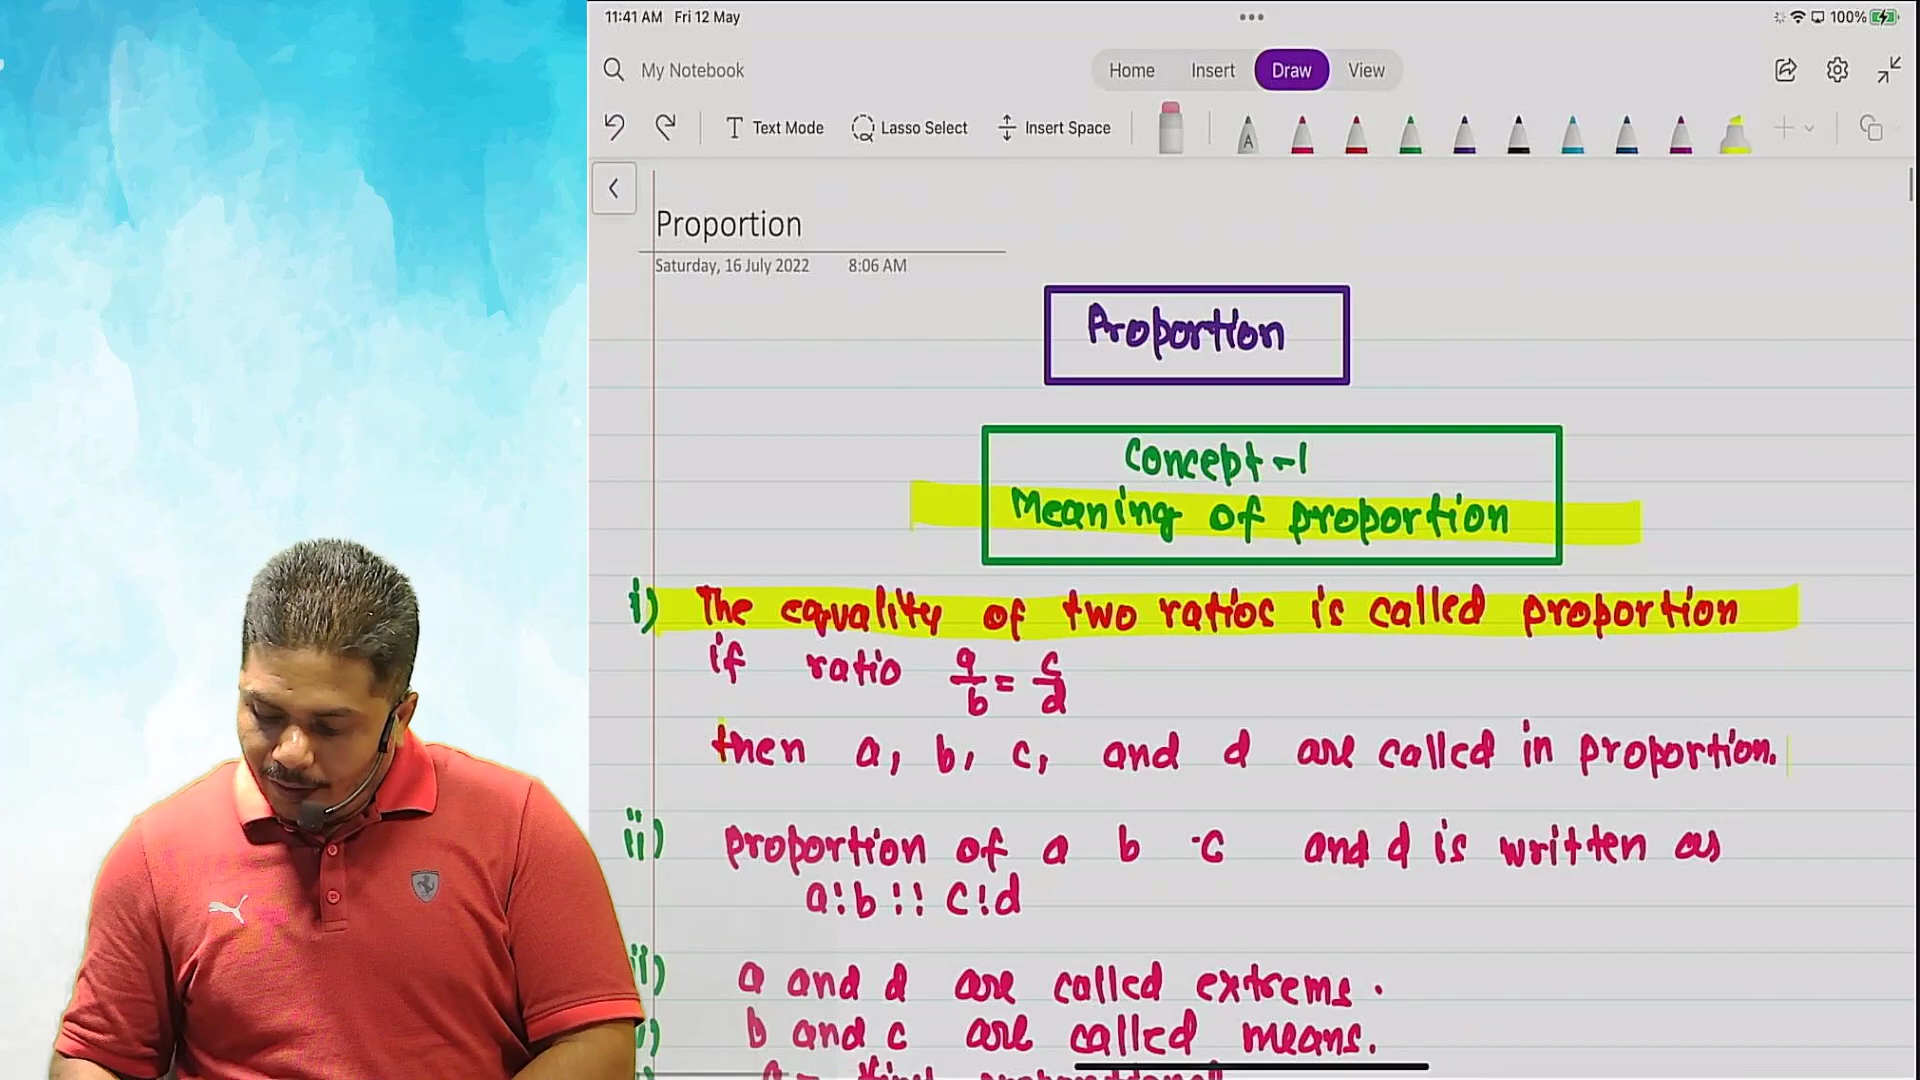 11:41 AM Fri 12 May
100%
My Notebook
Home Insert Draw View
Text Mode Lasso Select Insert Space
A
Proportion
Saturday, 16 July 2022 8:06 AM
Proportion
Concept-1
Meaning of proportion
i) The equality of two ratios is called proportion
if ratio a/b = c/d
then a, b, c, and d are called in proportion.
ii) proportion of a b c and d is written as
a:b :: c:d
a and d are called extrems.
b and c are called means.